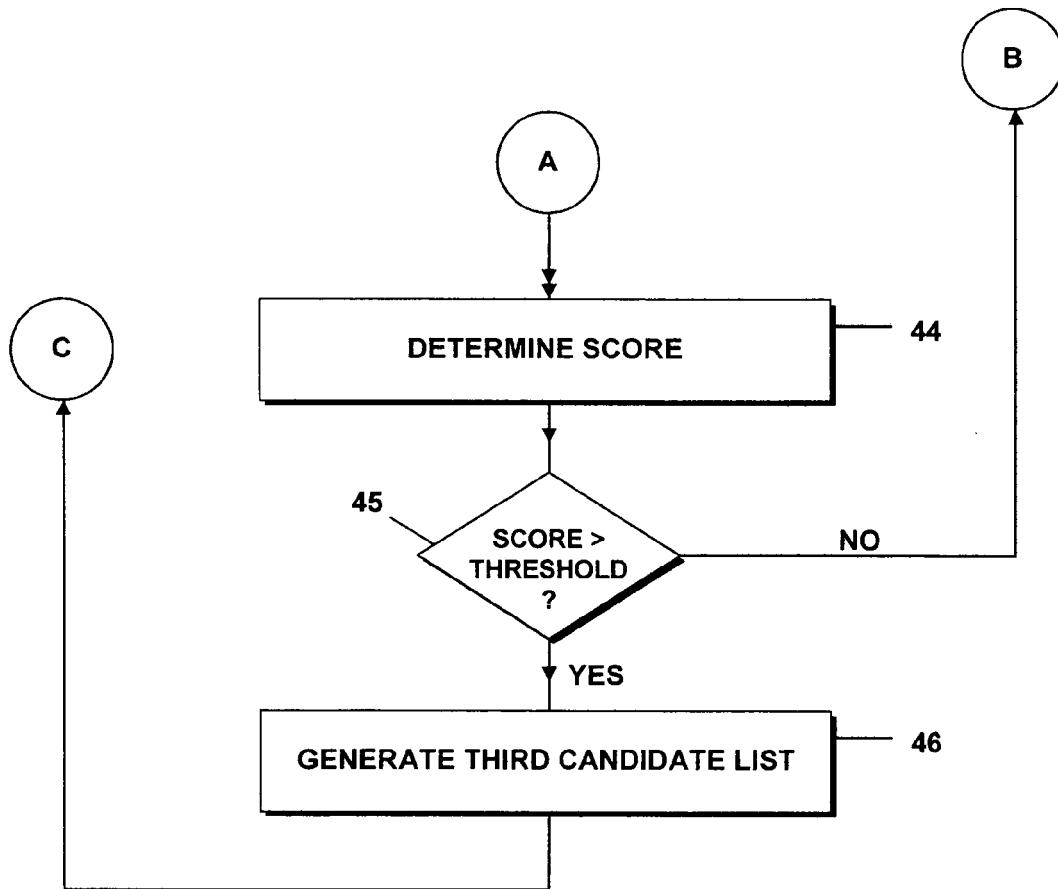 B
A
DETERMINE SCORE
44
C
45
SCORE >
THRESHOLD
?
NO
YES
GENERATE THIRD CANDIDATE LIST
46